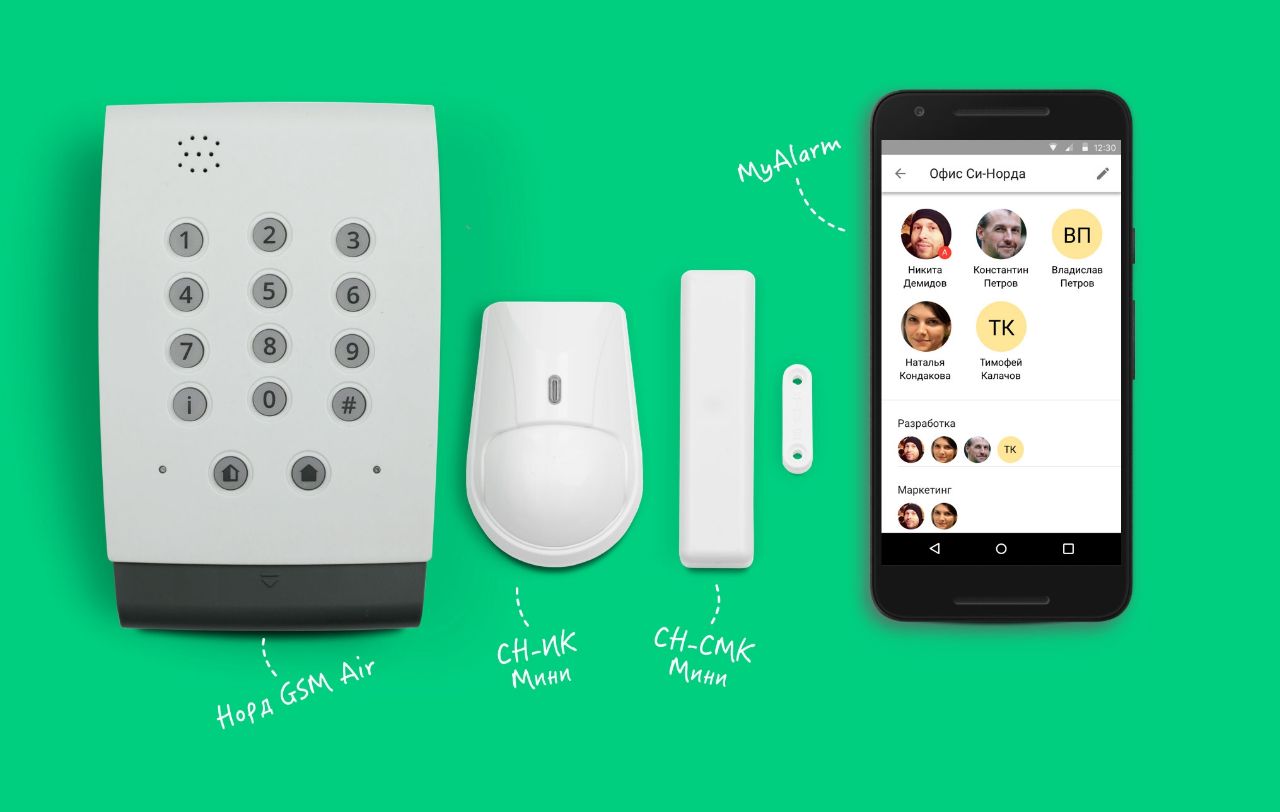 1 2 3
4 5 6
7 8 9
i 0 #
Норд GSM Air
СН-ИК
Мини
СН-СМК
Мини
MyAlarm
12:30
Офис Си-Норда
А
ВП
Никита
Демидов
Константин
Петров
Владислав
Петров
ТК
Наталья
Кондакова
Тимофей
Калачов
Разработка
ТК
Маркетинг